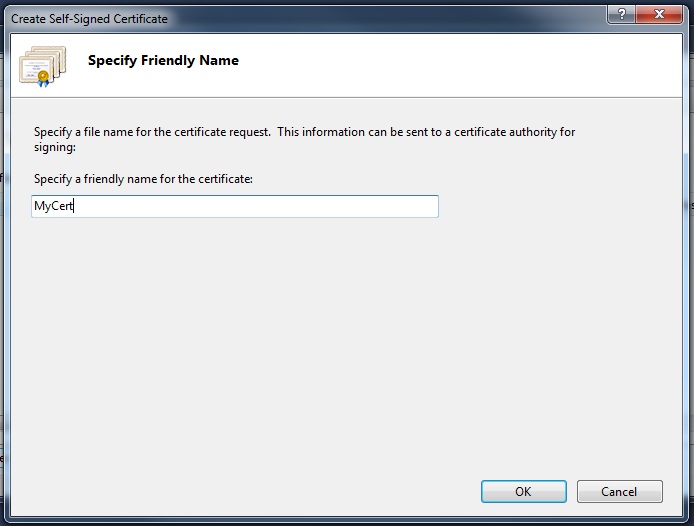 Create Self-Signed Certificate
?
Specify Friendly Name
Specify a file name for the certificate request.  This information can be sent to a certificate authority for
signing:
Specify a friendly name for the certificate:
MyCert
OK
Cancel